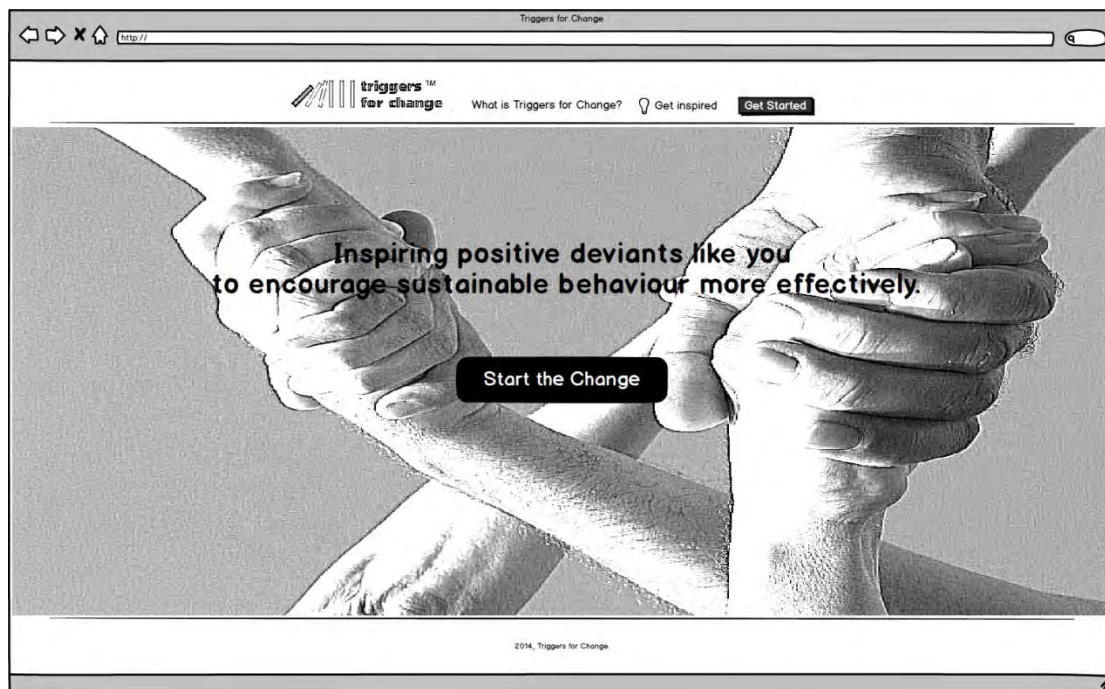 Triggers for Change
http://
triggers ™
for change
What is Triggers for Change? Get inspired Get Started
Inspiring positive deviants like you
to encourage sustainable behaviour more effectively.
Start the Change
2014, Triggers for Change.